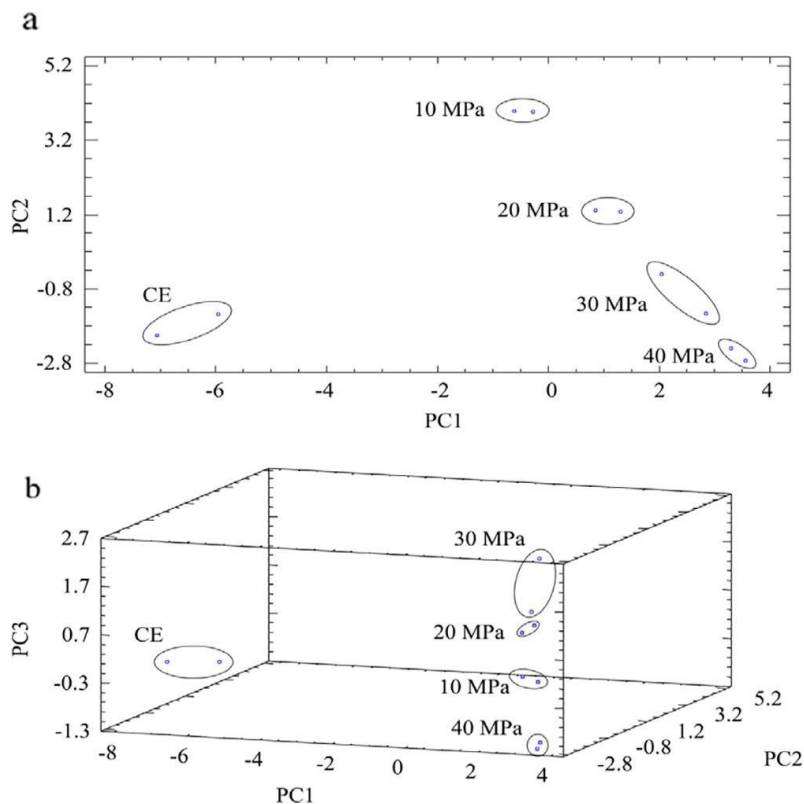 a
5.2
3.2
1.2
-0.8
-2.8
PC2
10 MPa
20 MPa
30 MPa
40 MPa
CE
-8 -6 -4 -2 0 2 4
PC1
b
2.7
1.7
0.7
-0.3
-1.3
PC3
30 MPa
20 MPa
10 MPa
40 MPa
CE
-8 -6 -4 -2 0 2 4
PC1
-2.8 -0.8 1.2 3.2 5.2
PC2